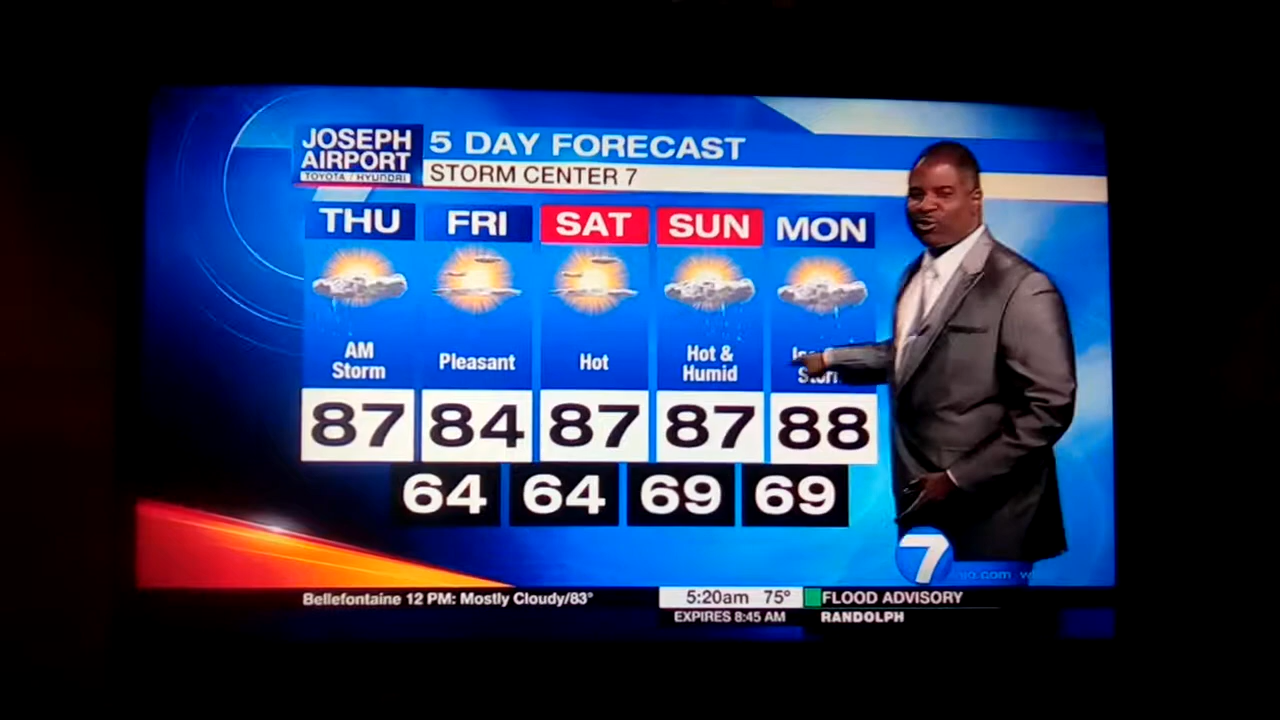 JOSEPH
AIRPORT
TOYOTA / HYUNDAI
5 DAY FORECAST
STORM CENTER 7
THU FRI SAT SUN MON
AM
Storm
Pleasant
Hot
Hot &
Humid
87 84 87 87 88
64 64 69 69
7
Bellefontaine 12 PM: Mostly Cloudy/83°
5:20am 75°
EXPIRES 8:45 AM
FLOOD ADVISORY
RANDOLPH